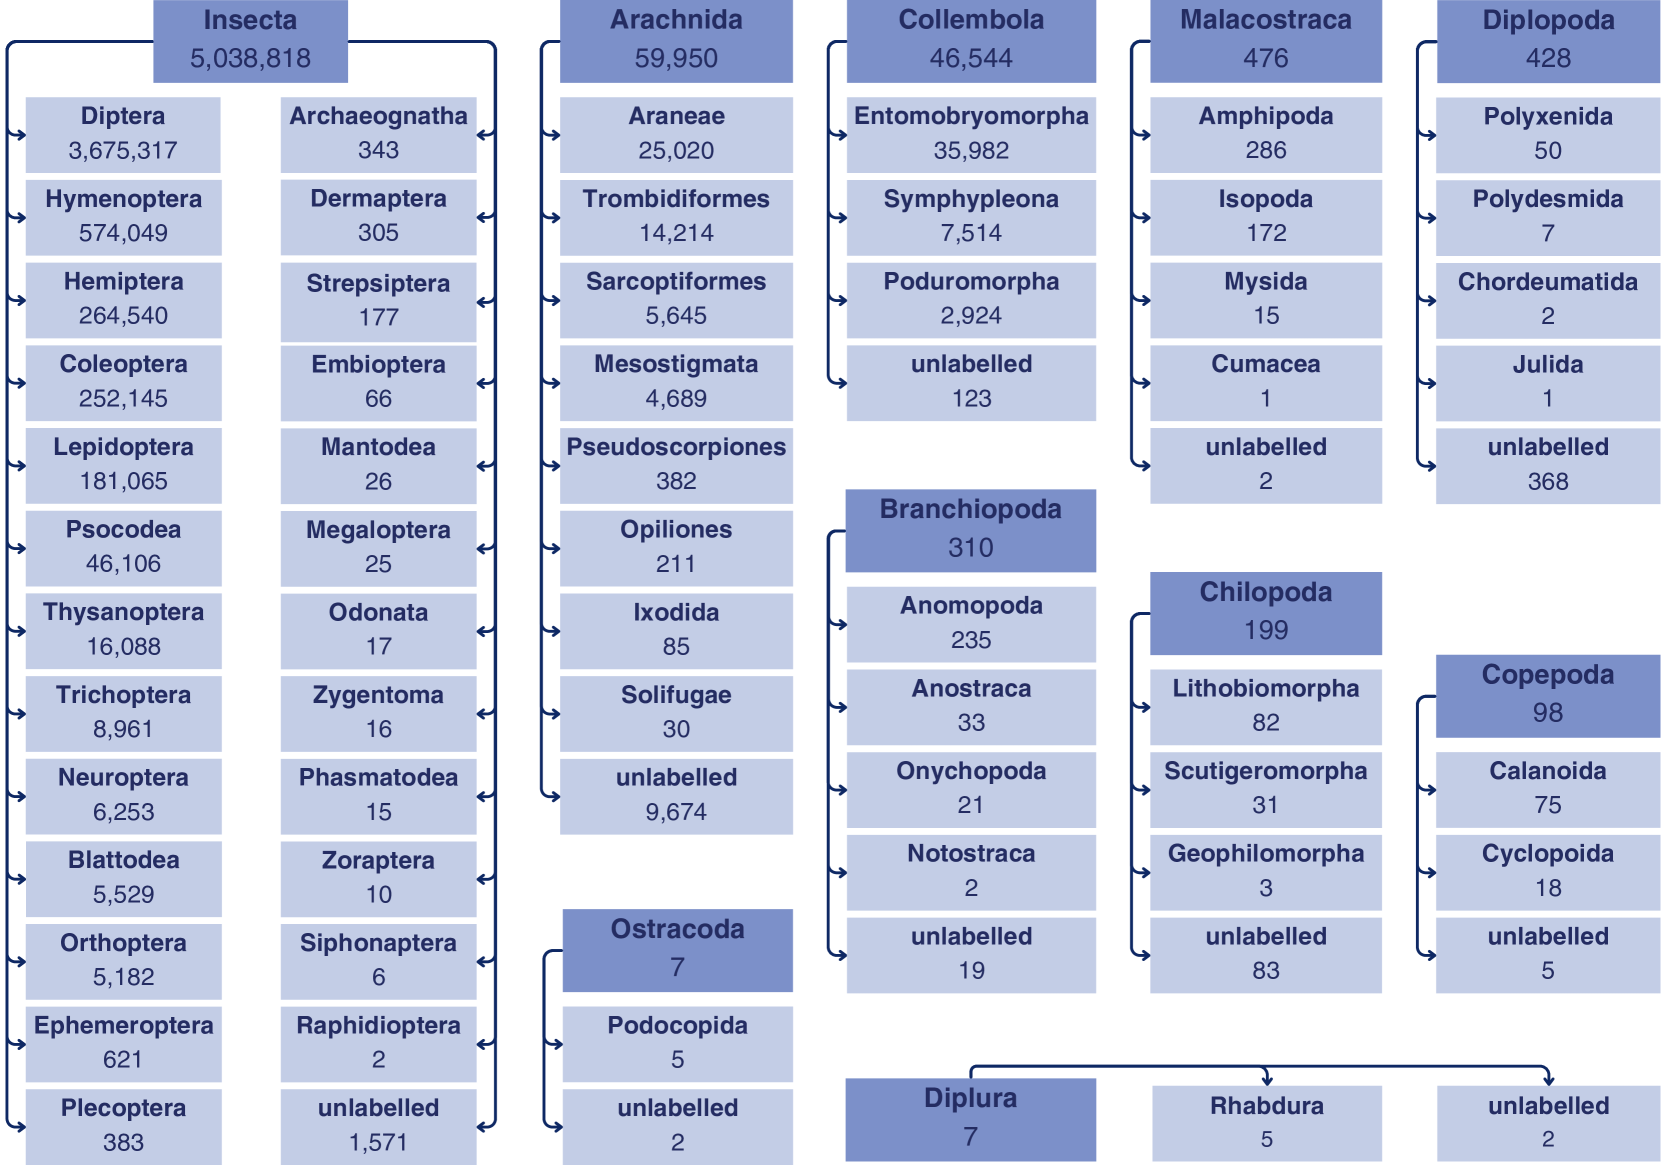 Insecta
5,038,818
Diptera
3,675,317
Hymenoptera
574,049
Hemiptera
264,540
Coleoptera
252,145
Lepidoptera
181,065
Psocodea
46,106
Thysanoptera
16,088
Trichoptera
8,961
Neuroptera
6,253
Blattodea
5,529
Orthoptera
5,182
Ephemeroptera
621
Plecoptera
383
Archaeognatha
343
Dermaptera
305
Strepsiptera
177
Embioptera
66
Mantodea
26
Megaloptera
25
Odonata
17
Zygentoma
16
Phasmatodea
15
Zoraptera
10
Siphonaptera
6
Raphidioptera
2
unlabelled
1,571
Arachnida
59,950
Araneae
25,020
Trombidiformes
14,214
Sarcoptiformes
5,645
Mesostigmata
4,689
Pseudoscorpiones
382
Opiliones
211
Ixodida
85
Solifugae
30
unlabelled
9,674
Ostracoda
7
Podocopida
5
unlabelled
2
Collembola
46,544
Entomobryomorpha
35,982
Symphypleona
7,514
Poduromorpha
2,924
unlabelled
123
Branchiopoda
310
Anomopoda
235
Anostraca
33
Onychopoda
21
Notostraca
2
unlabelled
19
Malacostraca
476
Amphipoda
286
Isopoda
172
Mysida
15
Cumacea
1
unlabelled
2
Chilopoda
199
Lithobiomorpha
82
Scutigeromorpha
31
Geophilomorpha
3
unlabelled
83
Diplopoda
428
Polyxenida
50
Polydesmida
7
Chordeumatida
2
Julida
1
unlabelled
368
Copepoda
98
Calanoida
75
Cyclopoida
18
unlabelled
5
Diplura
7
Rhabdura
5
unlabelled
2